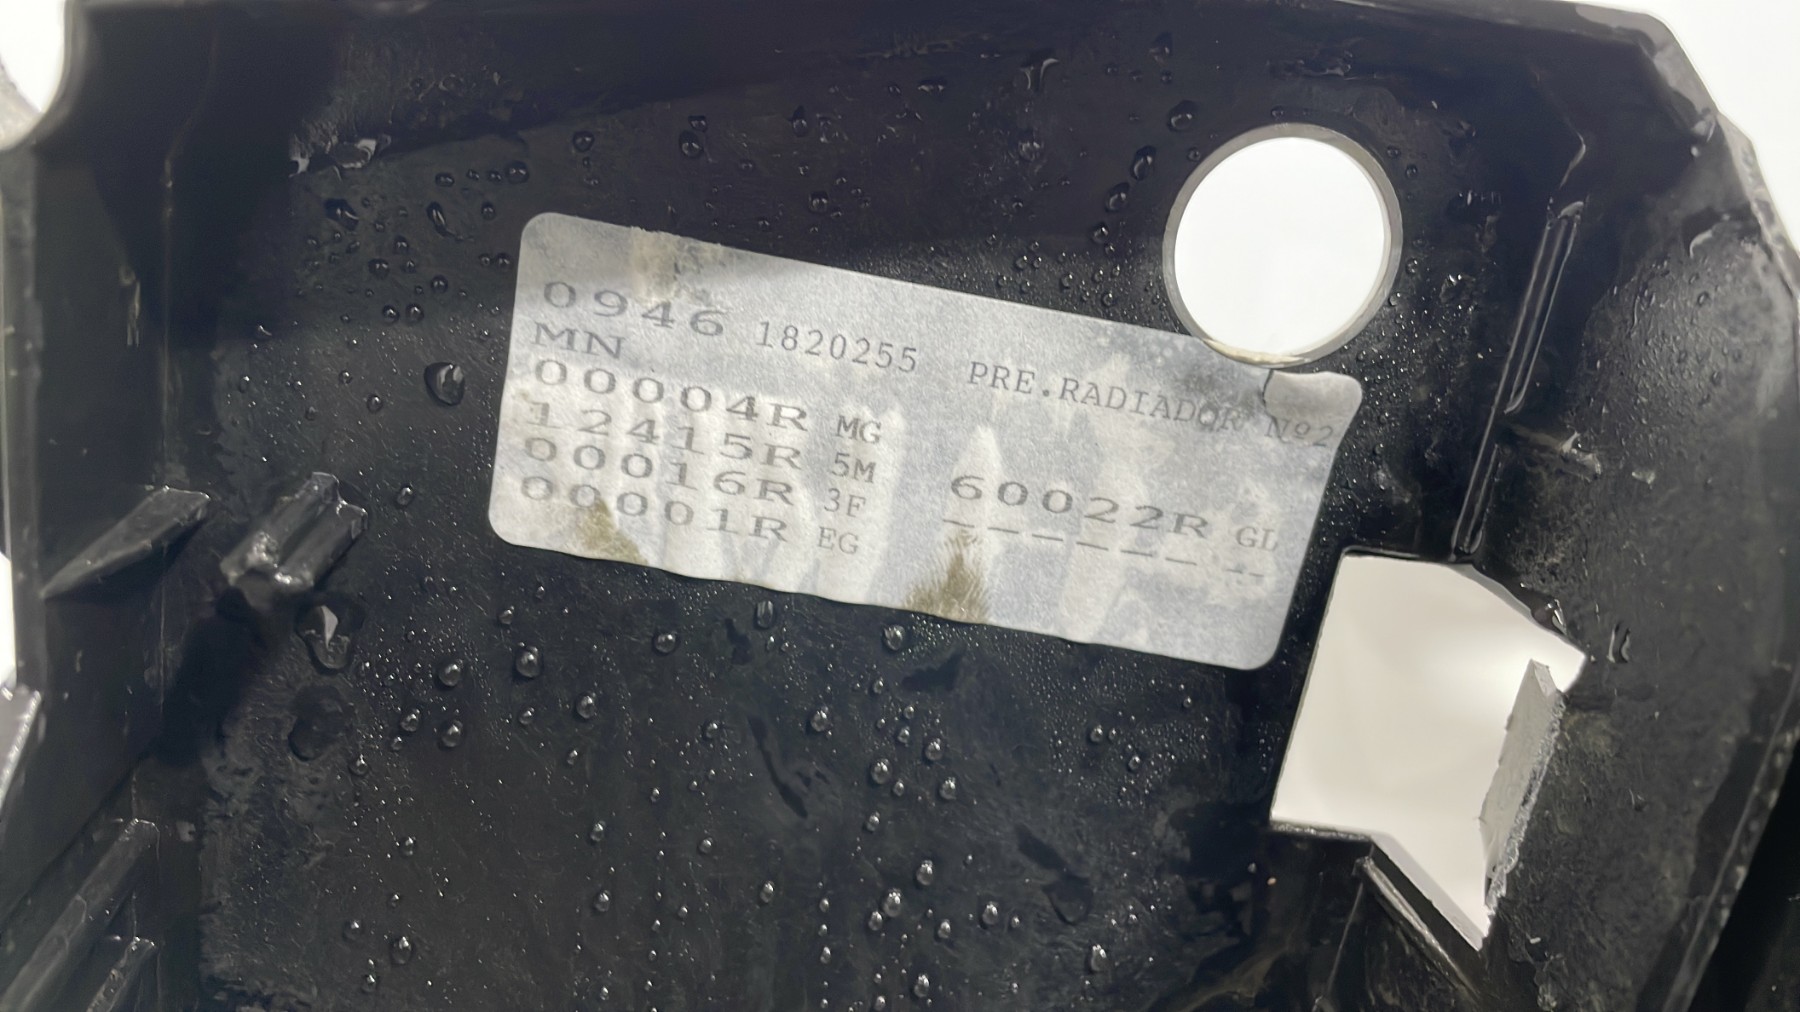 0946 1820255 PRE.RADIADOR Nº2
MN
00004R MG
12415R 5M
00016R 3F 60022R GL
00001R EG ------ --